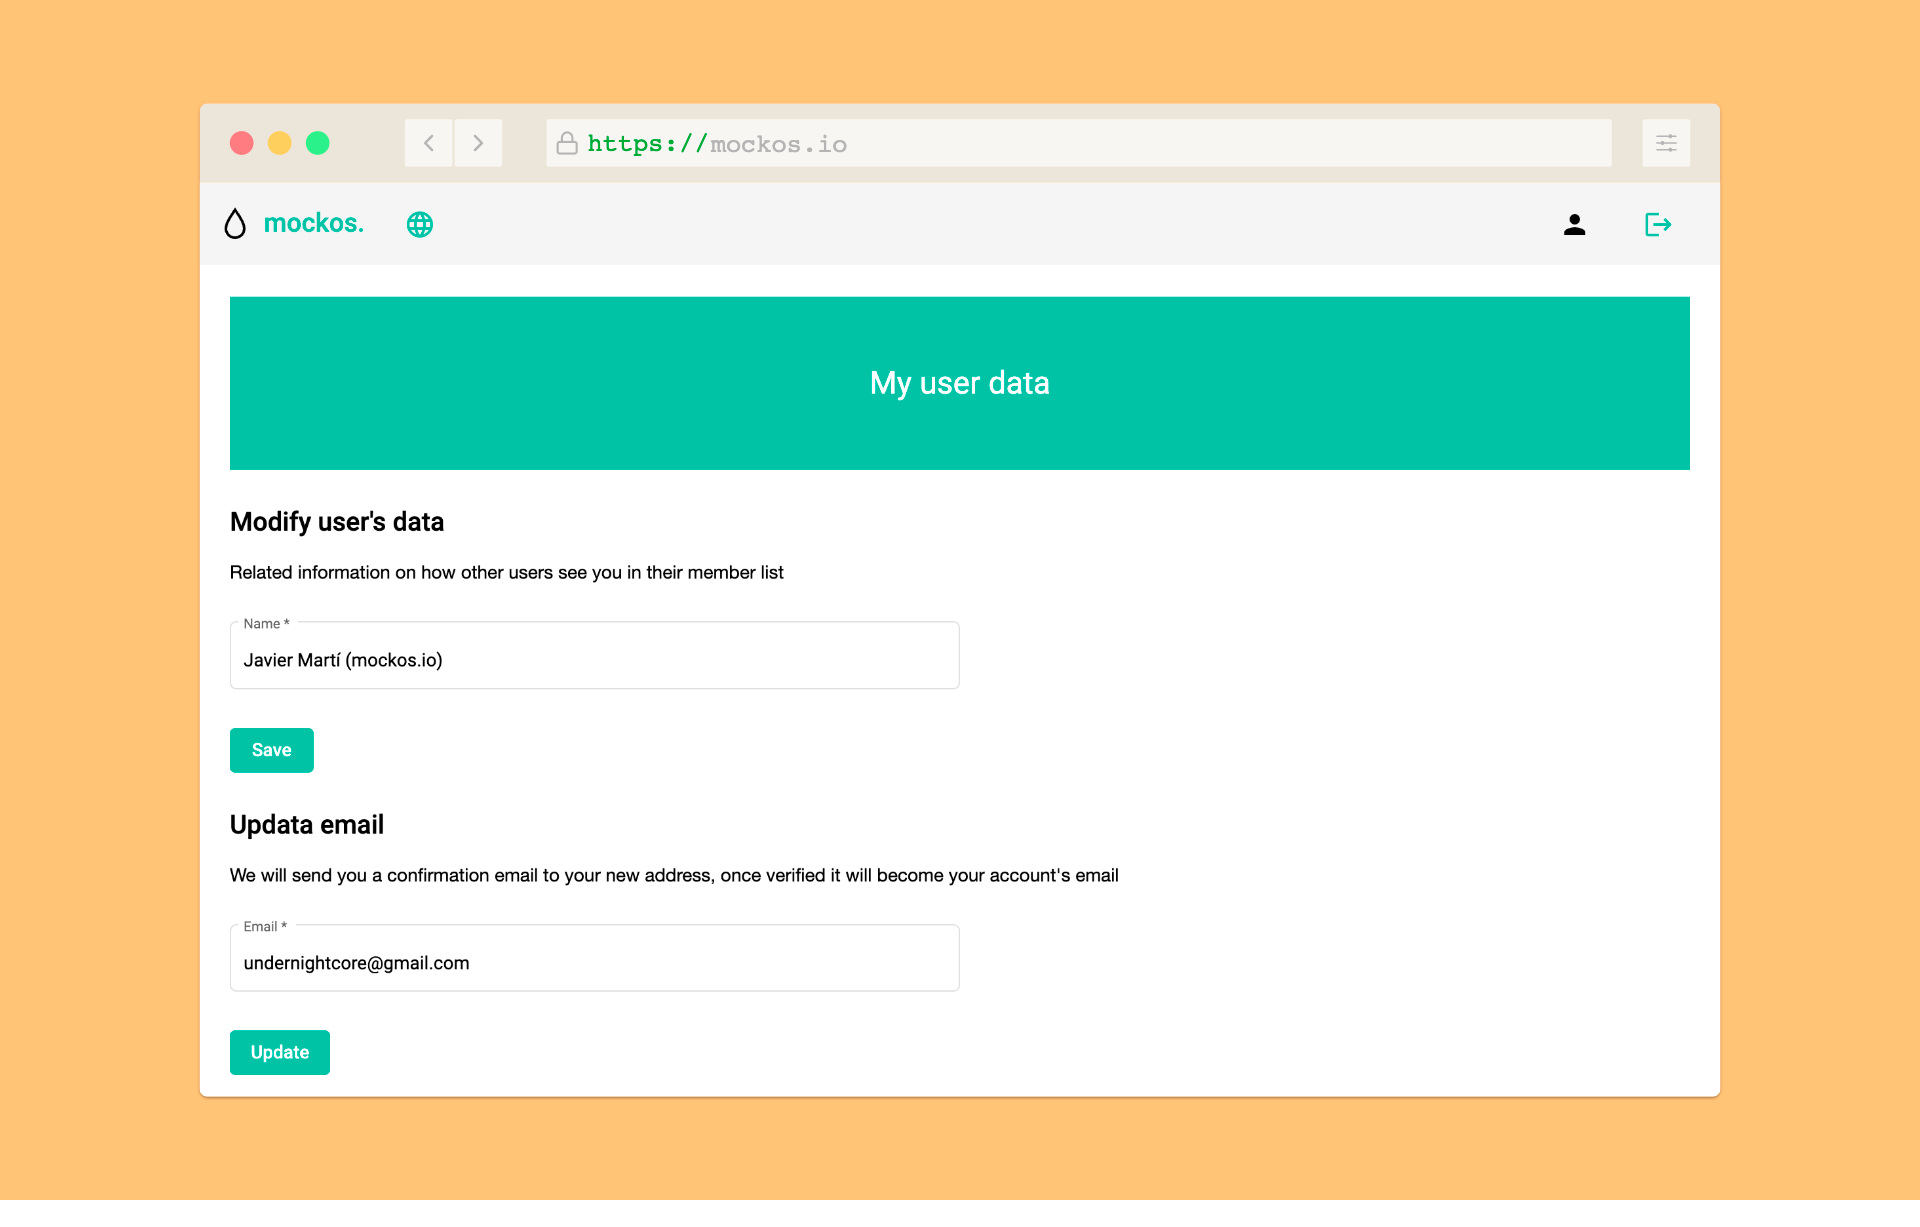 https://mockos.io
mockos.
My user data
Modify user's data
Related information on how other users see you in their member list
Name *
Javier Martí (mockos.io)
Save
Updata email
We will send you a confirmation email to your new address, once verified it will become your account's email
Email *
undernightcore@gmail.com
Update